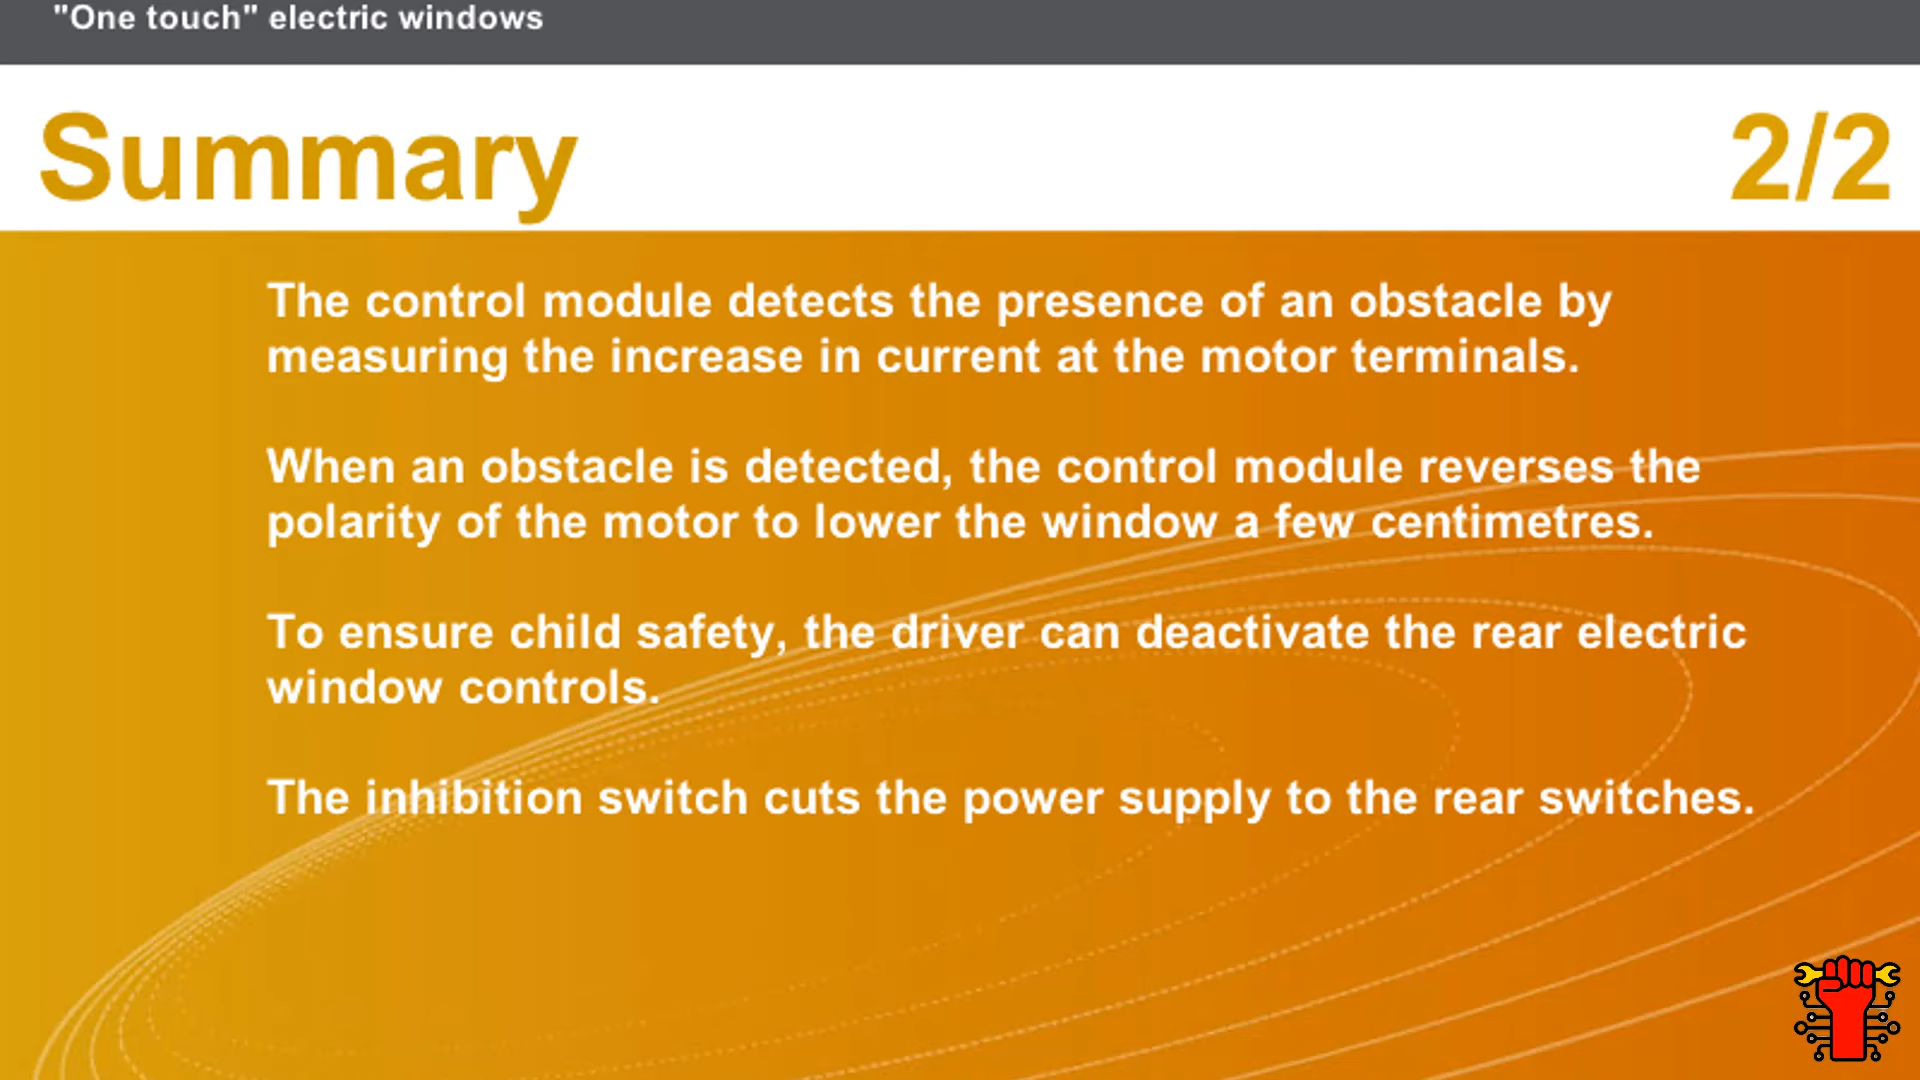 "One touch" electric windows
Summary
2/2
The control module detects the presence of an obstacle by
measuring the increase in current at the motor terminals.
When an obstacle is detected, the control module reverses the
polarity of the motor to lower the window a few centimetres.
To ensure child safety, the driver can deactivate the rear electric
window controls.
The inhibition switch cuts the power supply to the rear switches.